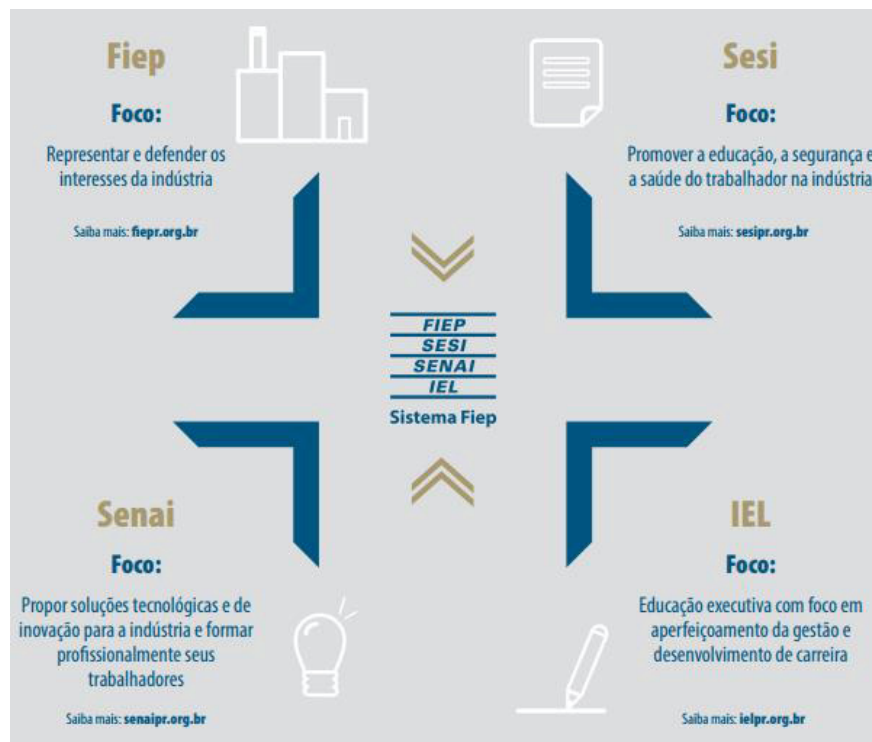 Fiep
Foco:
Representar e defender os
interesses da indústria
Saiba mais: fiepr.org.br
Sesi
Foco:
Promover a educação, a segurança e
a saúde do trabalhador na indústria
Saiba mais: sesipr.org.br
FIEP
SESI
SENAI
IEL
Sistema Fiep
Senai
Foco:
Propor soluções tecnológicas e de
inovação para a indústria e formar
profissionalmente seus
trabalhadores
Saiba mais: senaipr.org.br
IEL
Foco:
Educação executiva com foco em
aperfeiçoamento da gestão e
desenvolvimento de carreira
Saiba mais: ielpr.org.br